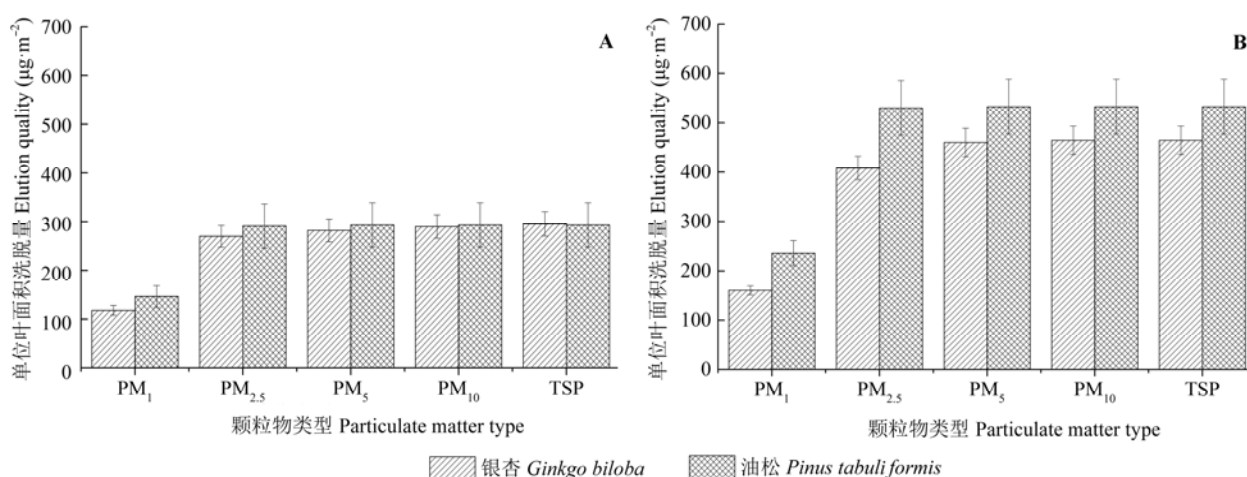 A
单位叶面积洗脱量 Elution quality (μg·m⁻²)
700
600
500
400
300
200
100
0
PM₁ PM₂.₅ PM₅ PM₁₀ TSP
颗粒物类型 Particulate matter type
B
单位叶面积洗脱量 Elution quality (μg·m⁻²)
700
600
500
400
300
200
100
0
PM₁ PM₂.₅ PM₅ PM₁₀ TSP
颗粒物类型 Particulate matter type
银杏 Ginkgo biloba 油松 Pinus tabuli formis